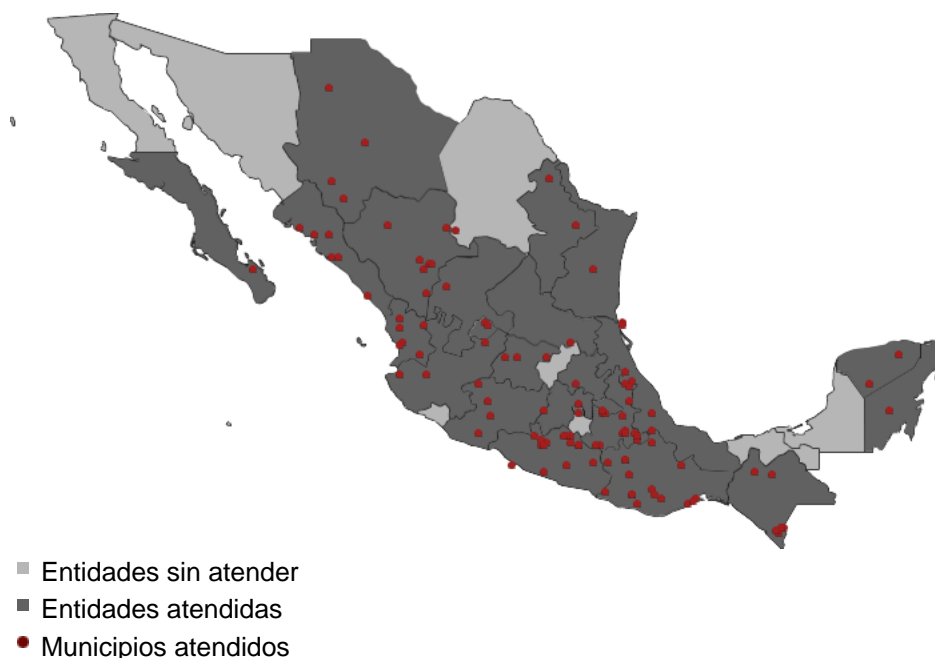 Entidades sin atender
Entidades atendidas
Municipios atendidos